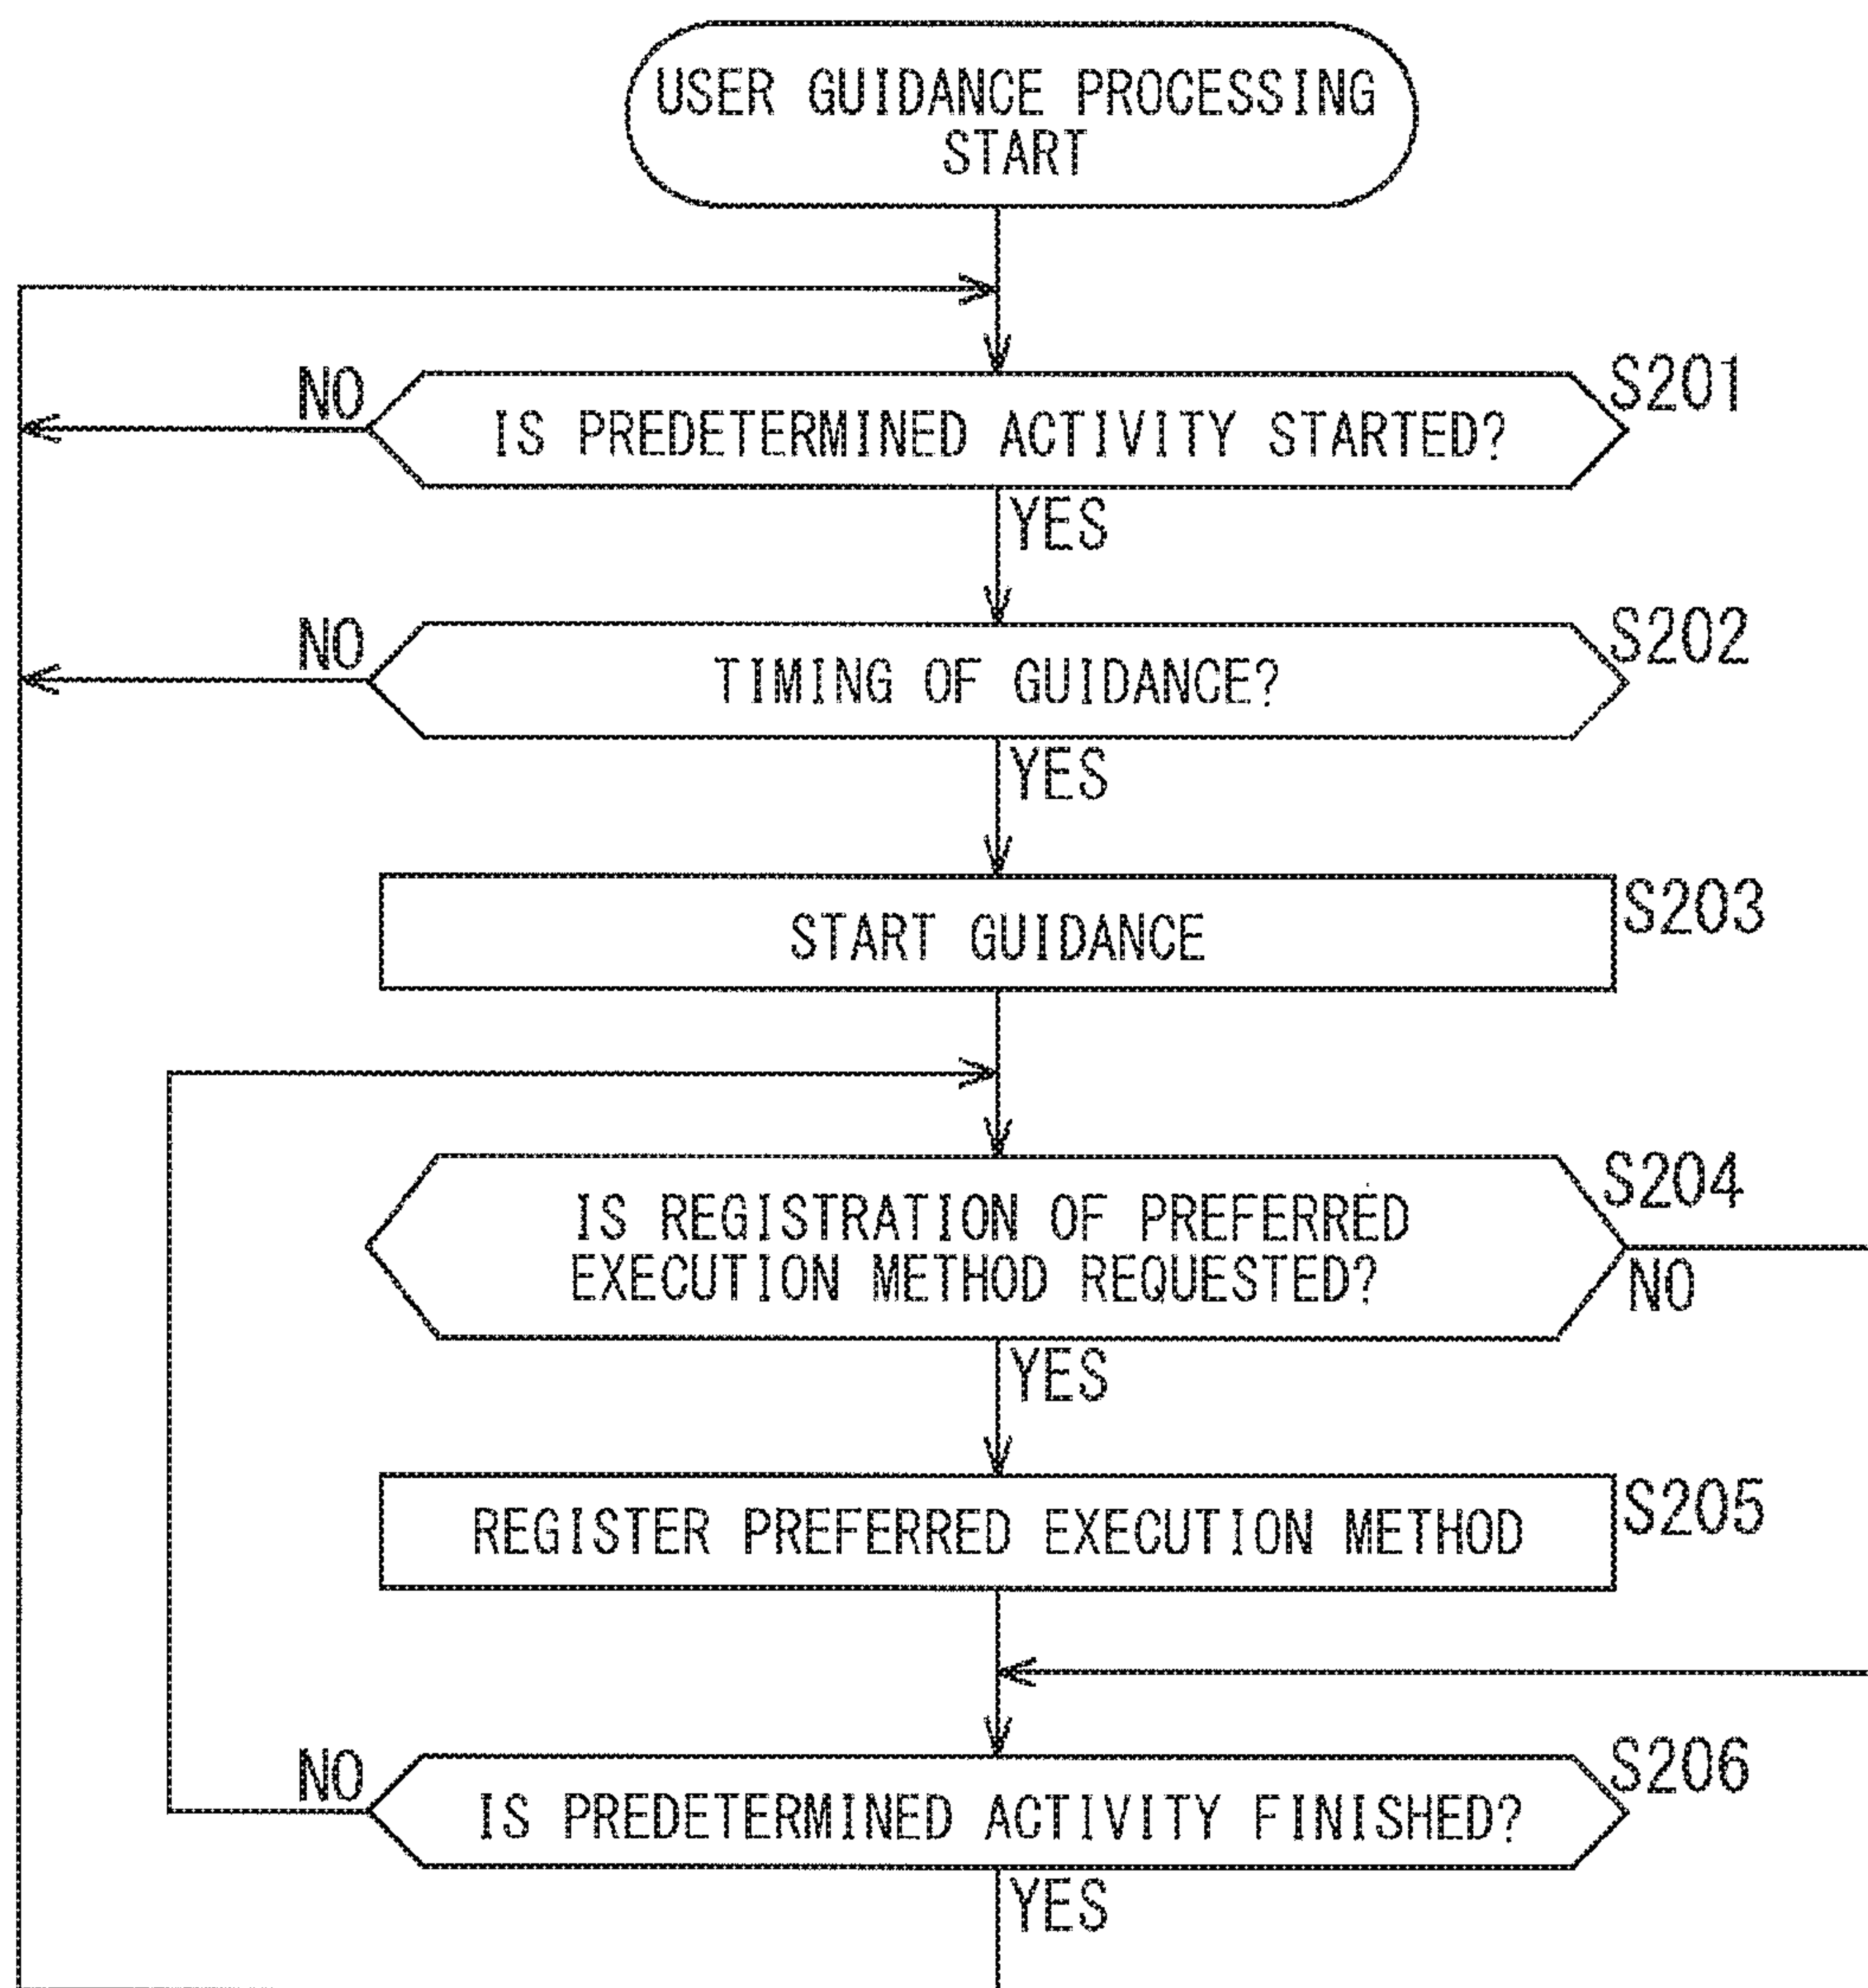 USER GUIDANCE PROCESSING
START
NO
S201
IS PREDETERMINED ACTIVITY STARTED?
YES
NO
S202
TIMING OF GUIDANCE?
YES
S203
START GUIDANCE
S204
IS REGISTRATION OF PREFERRED
EXECUTION METHOD REQUESTED?
NO
YES
S205
REGISTER PREFERRED EXECUTION METHOD
NO
S206
IS PREDETERMINED ACTIVITY FINISHED?
YES